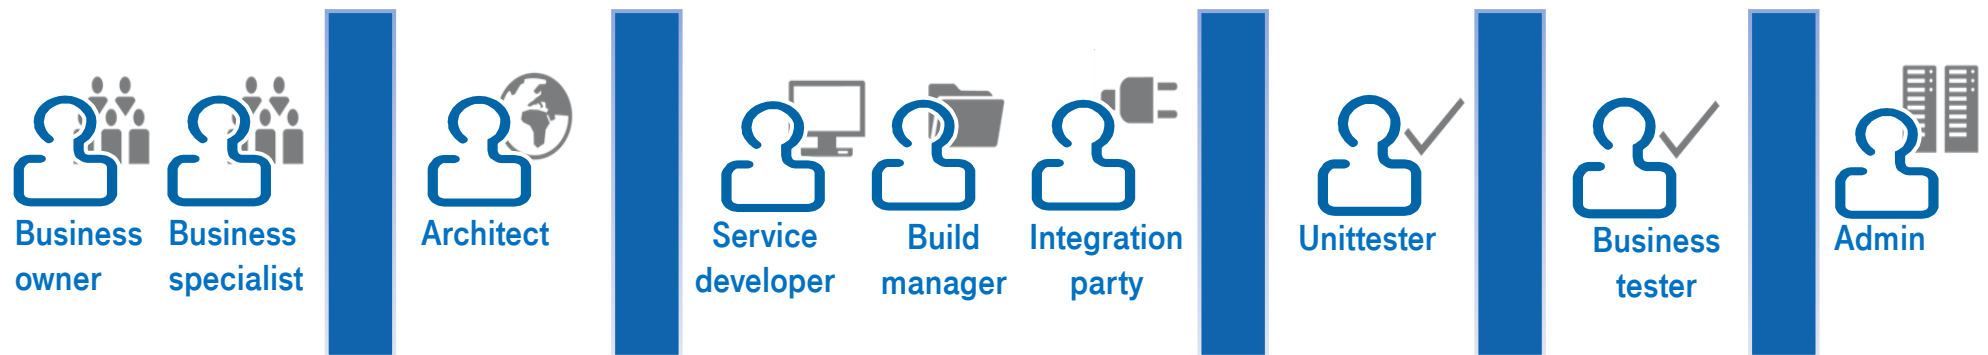 Business
owner
Business
specialist
Architect
Service
developer
Build
manager
Integration
party
Unittester
Business
tester
Admin